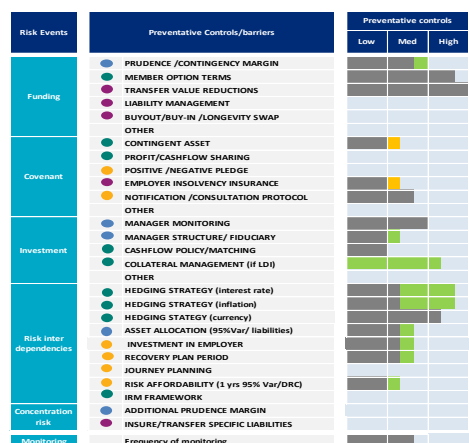 Risk Events
Preventative Controls/barriers
Preventative controls
Low Med High
Funding
PRUDENCE /CONTINGENCY MARGIN
MEMBER OPTION TERMS
TRANSFER VALUE REDUCTIONS
LIABILITY MANAGEMENT
BUYOUT/BUY-IN /LONGEVITY SWAP
OTHER
Covenant
CONTINGENT ASSET
PROFIT/CASHFLOW SHARING
POSITIVE /NEGATIVE PLEDGE
EMPLOYER INSOLVENCY INSURANCE
NOTIFICATION /CONSULTATION PROTOCOL
OTHER
Investment
MANAGER MONITORING
MANAGER STRUCTURE/ FIDUCIARY
CASHFLOW POLICY/MATCHING
COLLATERAL MANAGEMENT (if LDI)
OTHER
Risk inter
dependencies
HEDGING STRATEGY (interest rate)
HEDGING STRATEGY (inflation)
HEDGING STATEGY (currency)
ASSET ALLOCATION (95%Var/ liabilities)
INVESTMENT IN EMPLOYER
RECOVERY PLAN PERIOD
JOURNEY PLANNING
RISK AFFORDABILITY (1 yrs 95% Var/DRC)
IRM FRAMEWORK
Concentration
risk
ADDITIONAL PRUDENCE MARGIN
INSURE/TRANSFER SPECIFIC LIABILITIES
Monitoring
Frequency of monitoring